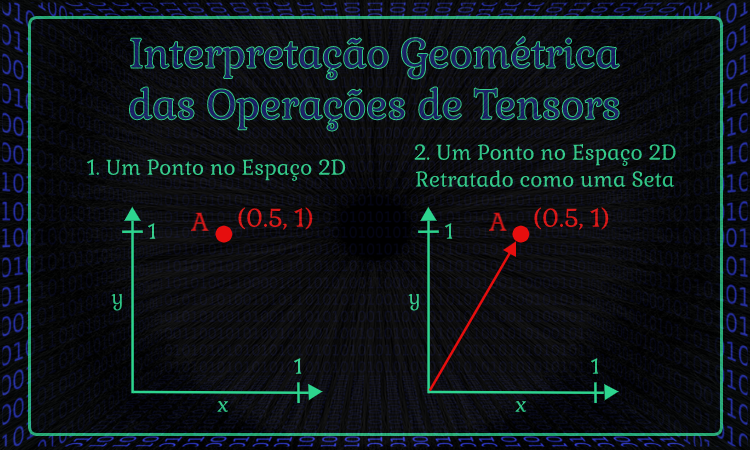 Interpretação Geométrica
das Operações de Tensors
1. Um Ponto no Espaço 2D
1
A (0.5, 1)
y
1
x
2. Um Ponto no Espaço 2D
Retratado como uma Seta
1
A (0.5, 1)
y
1
x